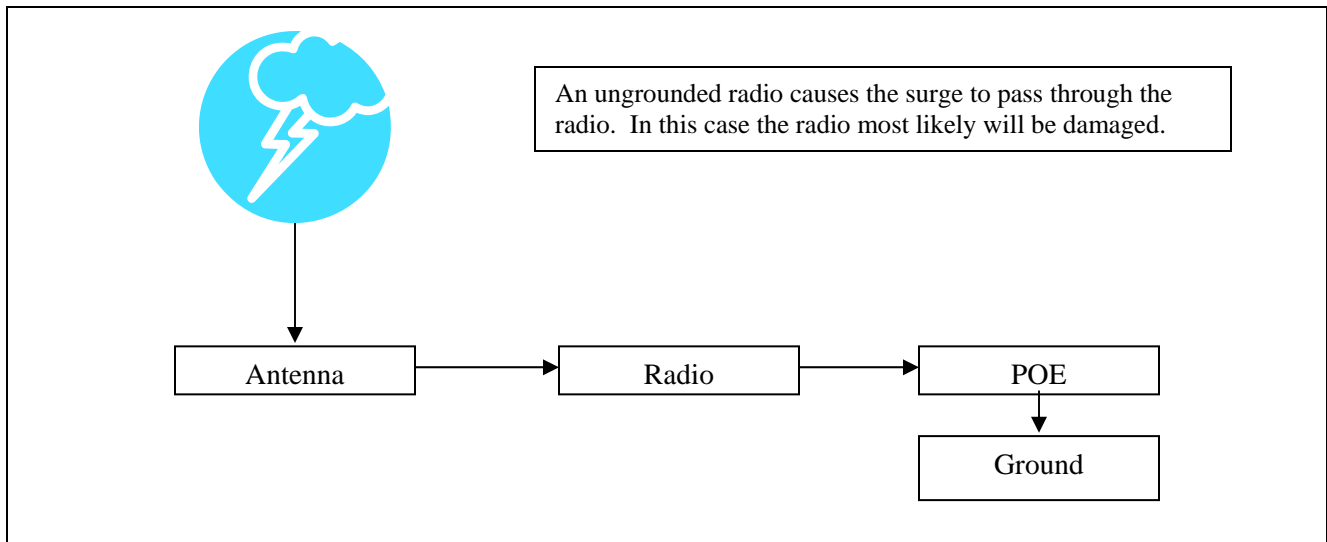 An ungrounded radio causes the surge to pass through the
radio.  In this case the radio most likely will be damaged.
Antenna
Radio
POE
Ground